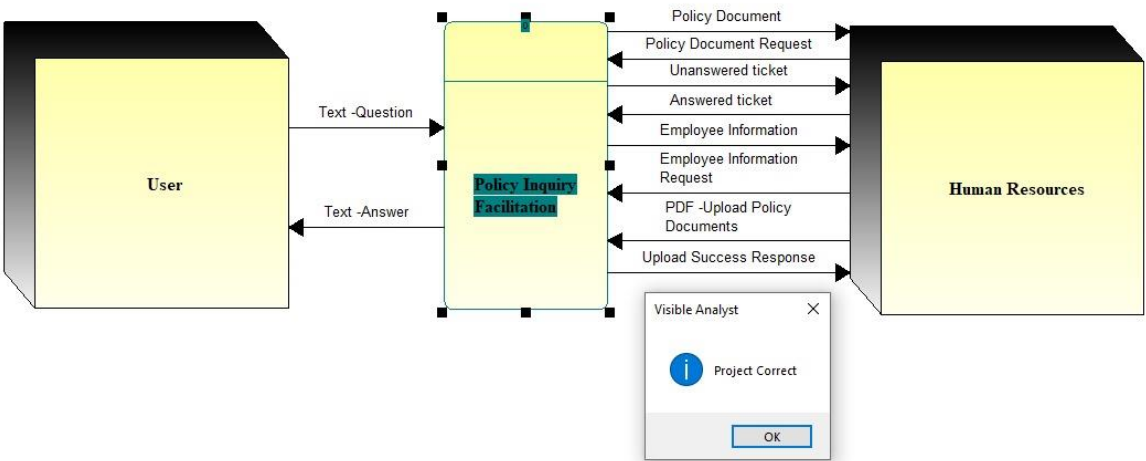 Policy Document
0
Policy Document Request
Unanswered ticket
Answered ticket
Text -Question
Employee Information
Employee Information
Request
User
Policy Inquiry
Facilitation
Human Resources
Text -Answer
PDF -Upload Policy
Documents
Upload Success Response
Visible Analyst
Project Correct
OK